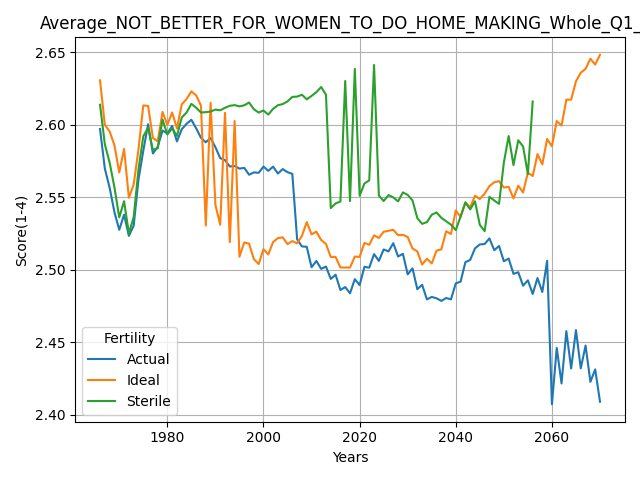 Average_NOT_BETTER_FOR_WOMEN_TO_DO_HOME_MAKING_Whole_Q1_
2.65
2.60
2.55
2.50
2.45
2.40
Score(1-4)
Fertility
Actual
Ideal
Sterile
1980
2000
2020
2040
2060
Years